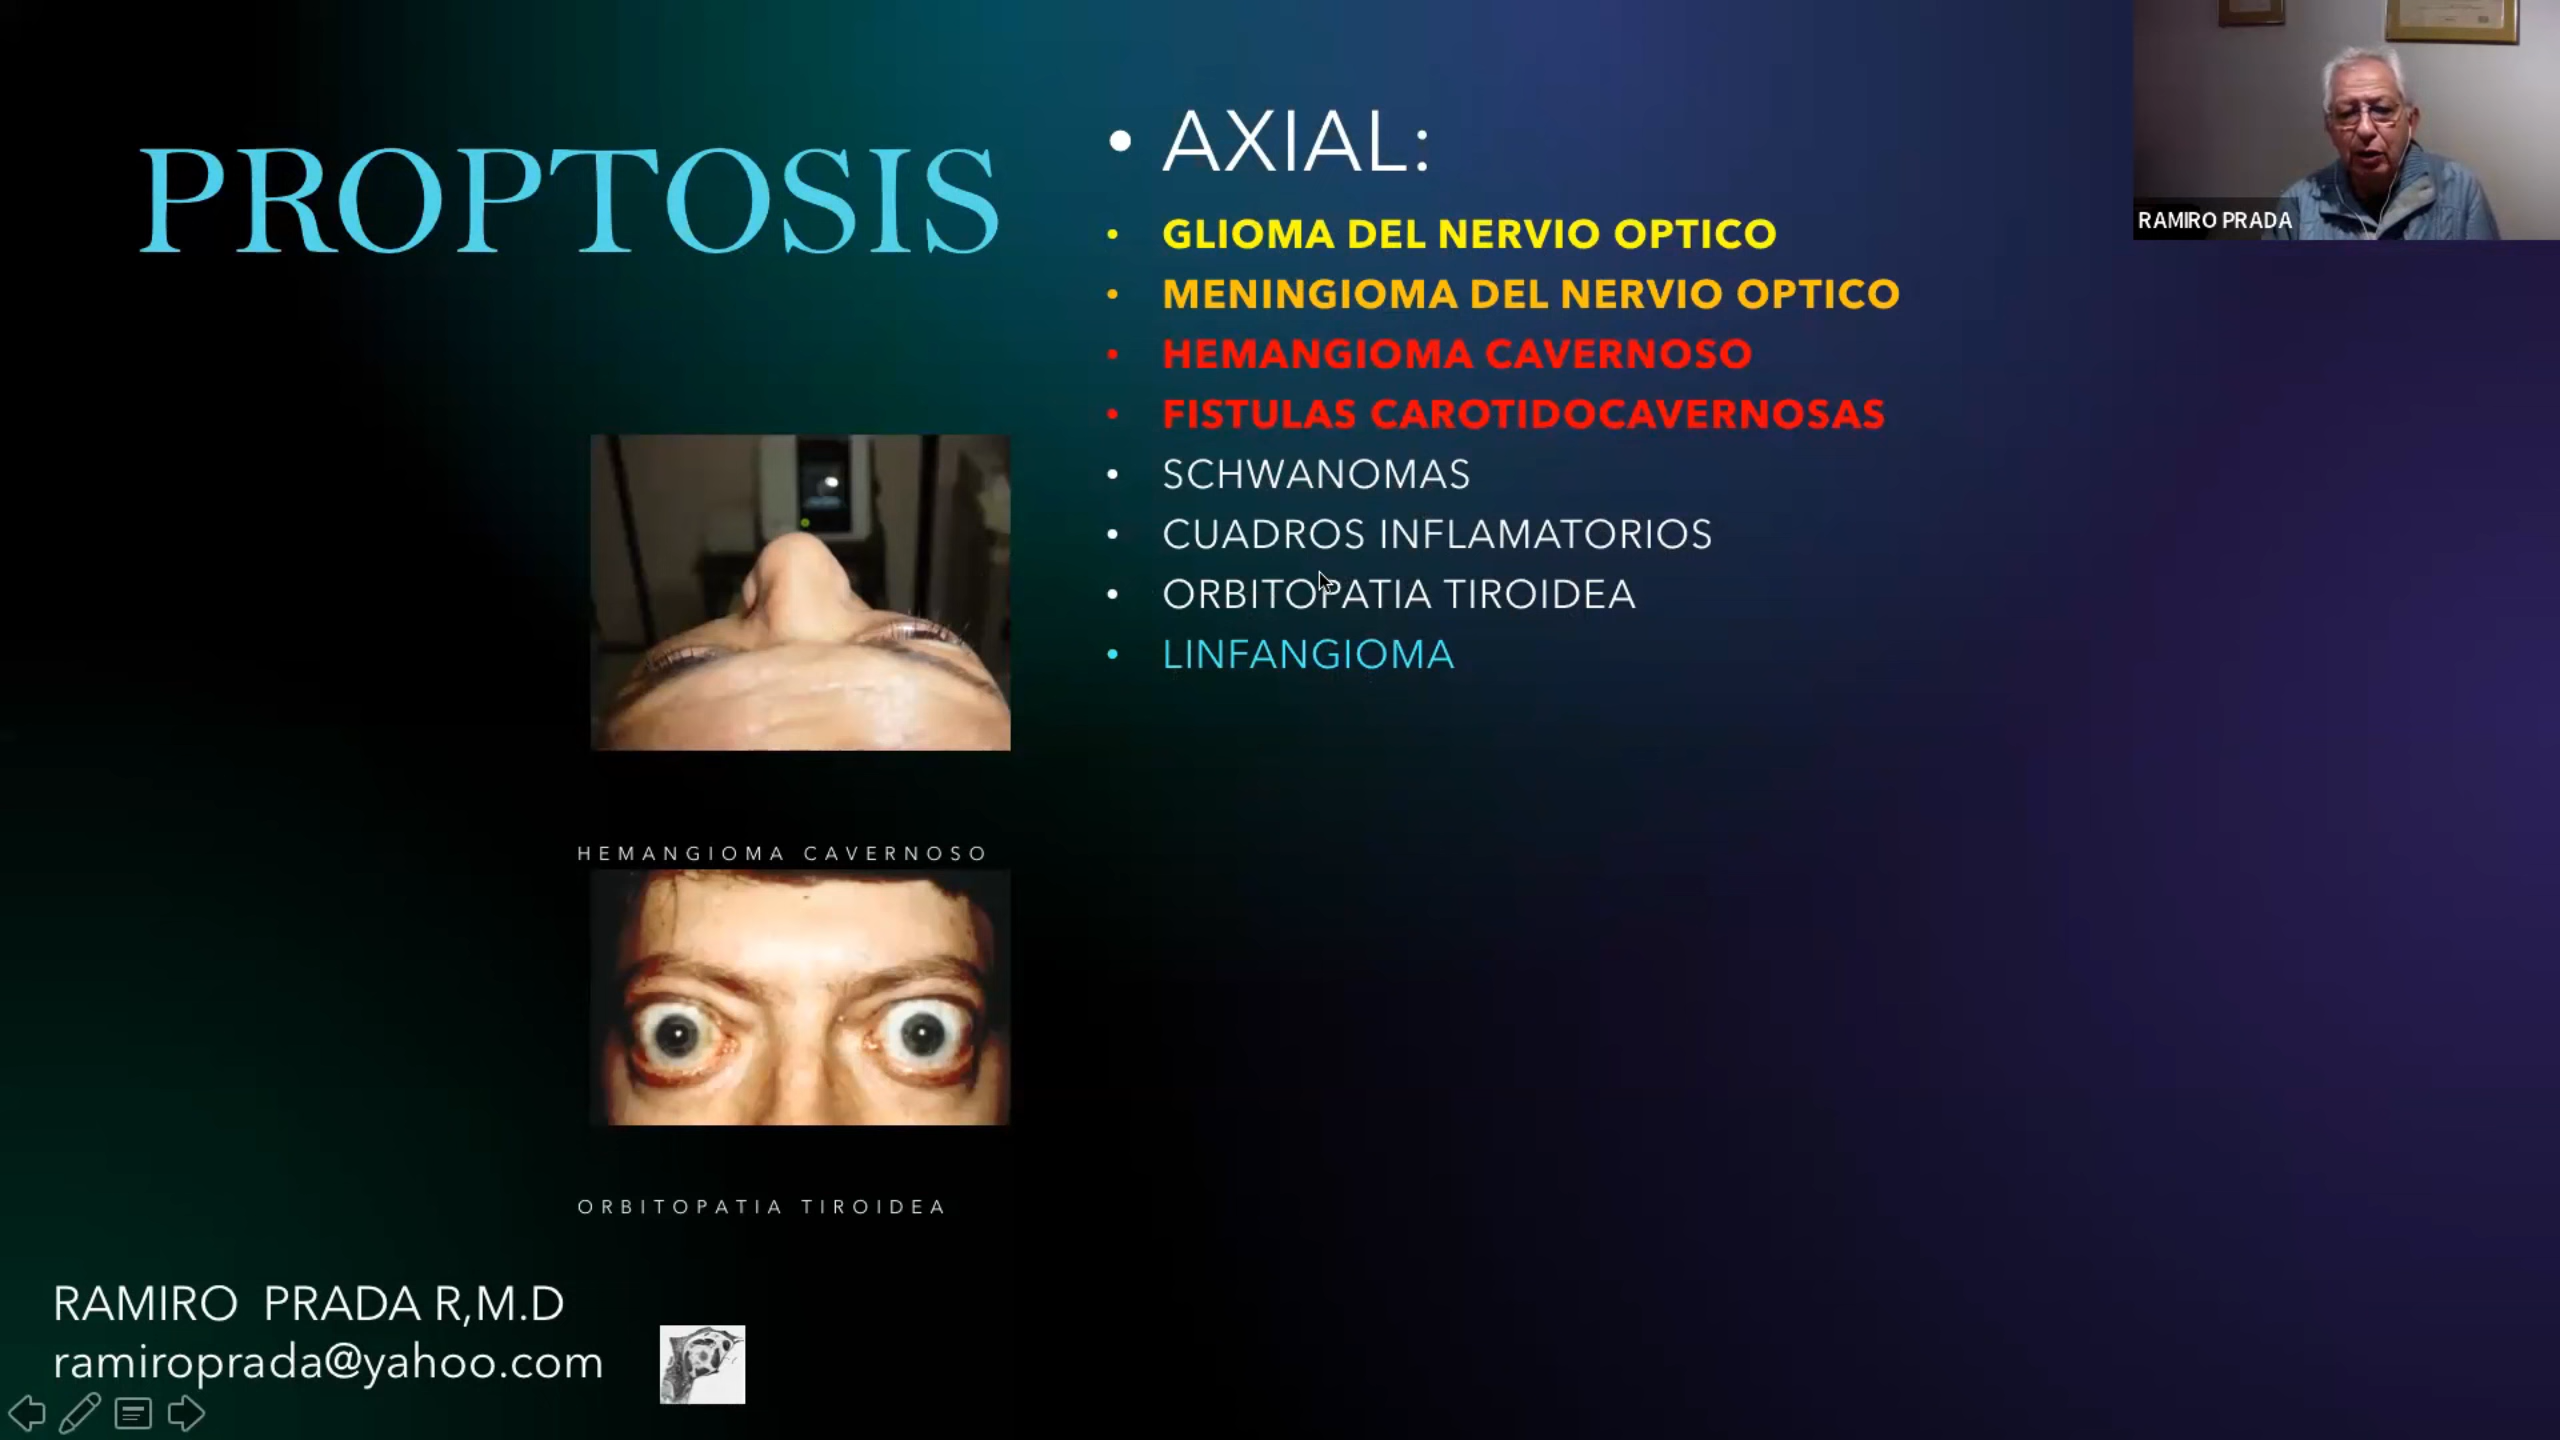 PROPTOSIS
• AXIAL:
• GLIOMA DEL NERVIO OPTICO
• MENINGIOMA DEL NERVIO OPTICO
• HEMANGIOMA CAVERNOSO
• FISTULAS CAROTIDOCAVERNOSAS
• SCHWANOMAS
• CUADROS INFLAMATORIOS
• ORBITOPATIA TIROIDEA
• LINFANGIOMA
HEMANGIOMA CAVERNOSO
ORBITOPATIA TIROIDEA
RAMIRO PRADA R,M.D
ramiroprada@yahoo.com
RAMIRO PRADA